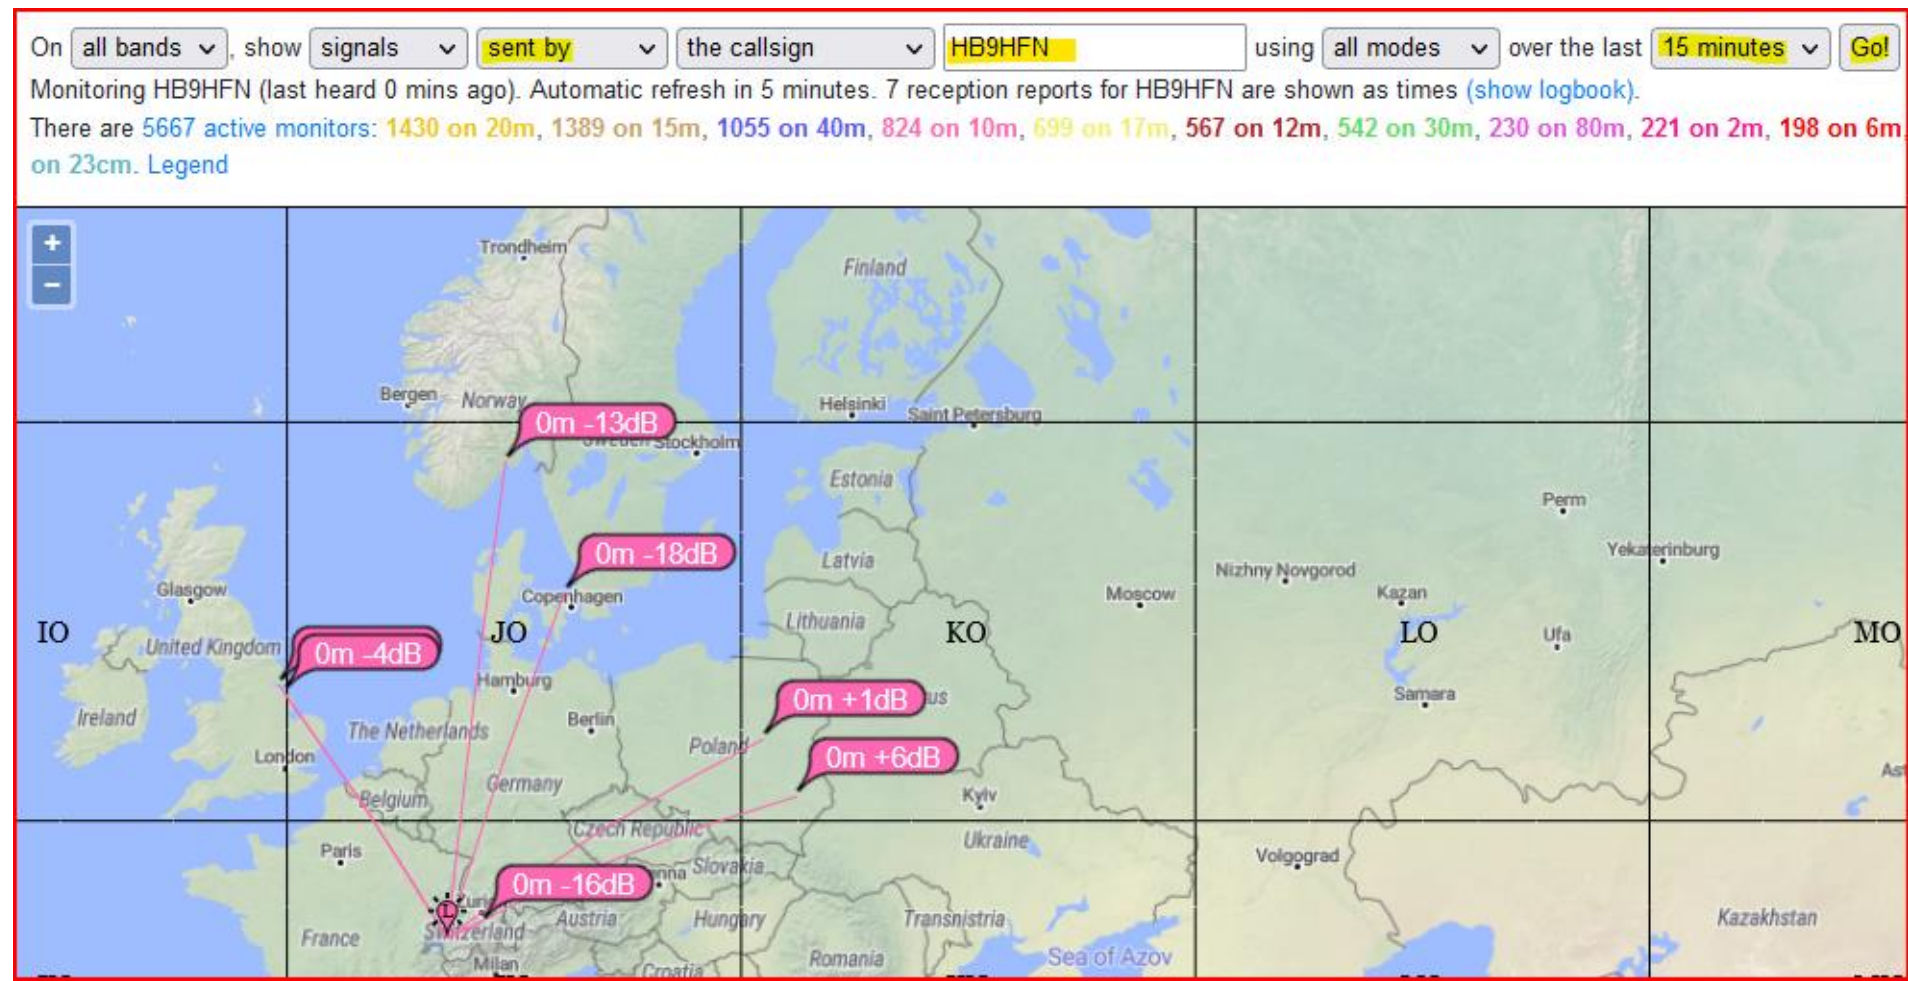 On all bands , show signals sent by the callsign HB9HFN using all modes over the last 15 minutes Go!
Monitoring HB9HFN (last heard 0 mins ago). Automatic refresh in 5 minutes. 7 reception reports for HB9HFN are shown as times (show logbook).
There are 5667 active monitors: 1430 on 20m, 1389 on 15m, 1055 on 40m, 824 on 10m, 699 on 17m, 567 on 12m, 542 on 30m, 230 on 80m, 221 on 2m, 198 on 6m,
on 23cm. Legend
+
−
Trondheim
Finland
Bergen
Norway
Helsinki
Saint Petersburg
0m -13dB
Stockholm
Estonia
Perm
0m -18dB
Latvia
Yekaterinburg
Nizhny Novgorod
Glasgow
Copenhagen
Moscow
Kazan
IO
JO
Lithuania
KO
LO
Ufa
MO
United Kingdom
0m -4dB
Hamburg
Samara
0m +1dB
us
Ireland
The Netherlands
Berlin
Poland
London
0m +6dB
As
Germany
Belgium
Kyiv
Czech Republic
Ukraine
Paris
Volgograd
Slovakia
nna
0m -16dB
L
Zuri
Switzerland
Austria
Hungary
Transnistria
Kazakhstan
France
Milan
Romania
Sea of Azov
Croatia